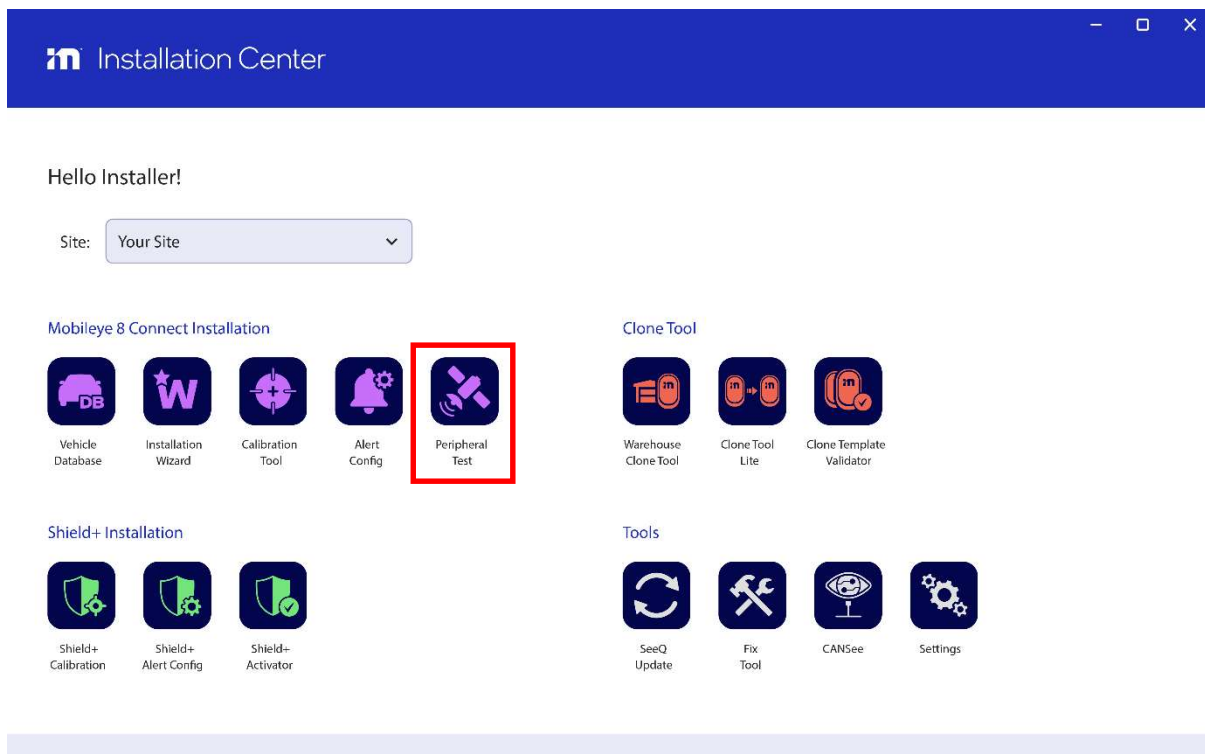 Installation Center
Hello Installer!
Site: Your Site
Mobileye 8 Connect Installation
DB
W
Vehicle
Database
Installation
Wizard
Calibration
Tool
Alert
Config
Peripheral
Test
Clone Tool
Warehouse
Clone Tool
Clone Tool
Lite
Clone Template
Validator
Shield+ Installation
Shield+
Calibration
Shield+
Alert Config
Shield+
Activator
Tools
SeeQ
Update
Fix
Tool
CANSee
Settings